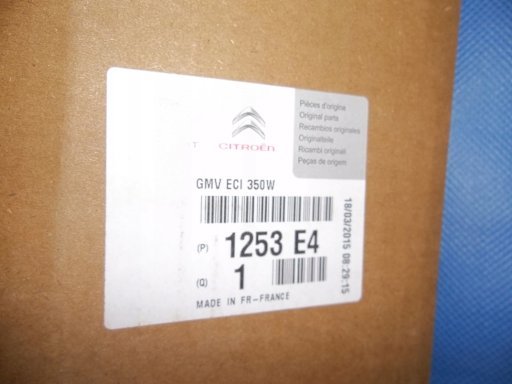 Pièces d'origine
Original parts
Recambios originales
Originalteile
Ricambi originali
Peças de origem
CITROËN
GMV ECI 350W
(P) 1253 E4
(Q) 1
MADE IN FR-FRANCE
18/03/2015 08:29:15